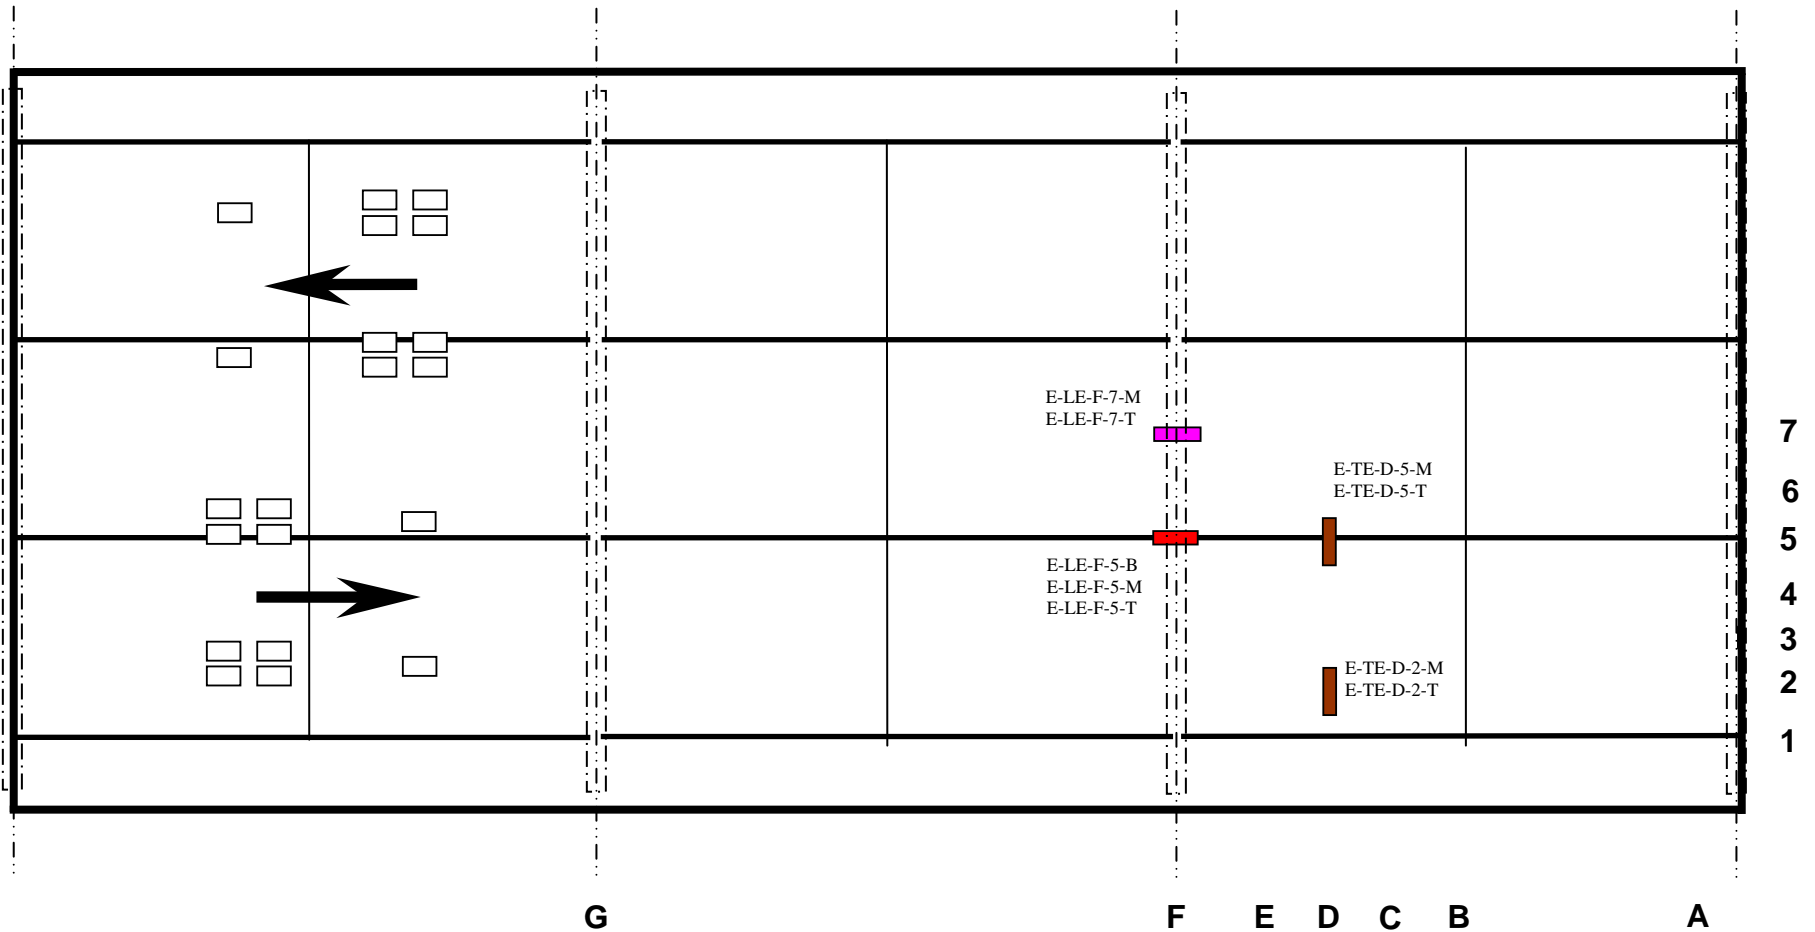 E-LE-F-7-M
E-LE-F-7-T
7
E-TE-D-5-M
E-TE-D-5-T
6
5
E-LE-F-5-B
E-LE-F-5-M
E-LE-F-5-T
4
3
E-TE-D-2-M
E-TE-D-2-T
2
1
G F E D C B A